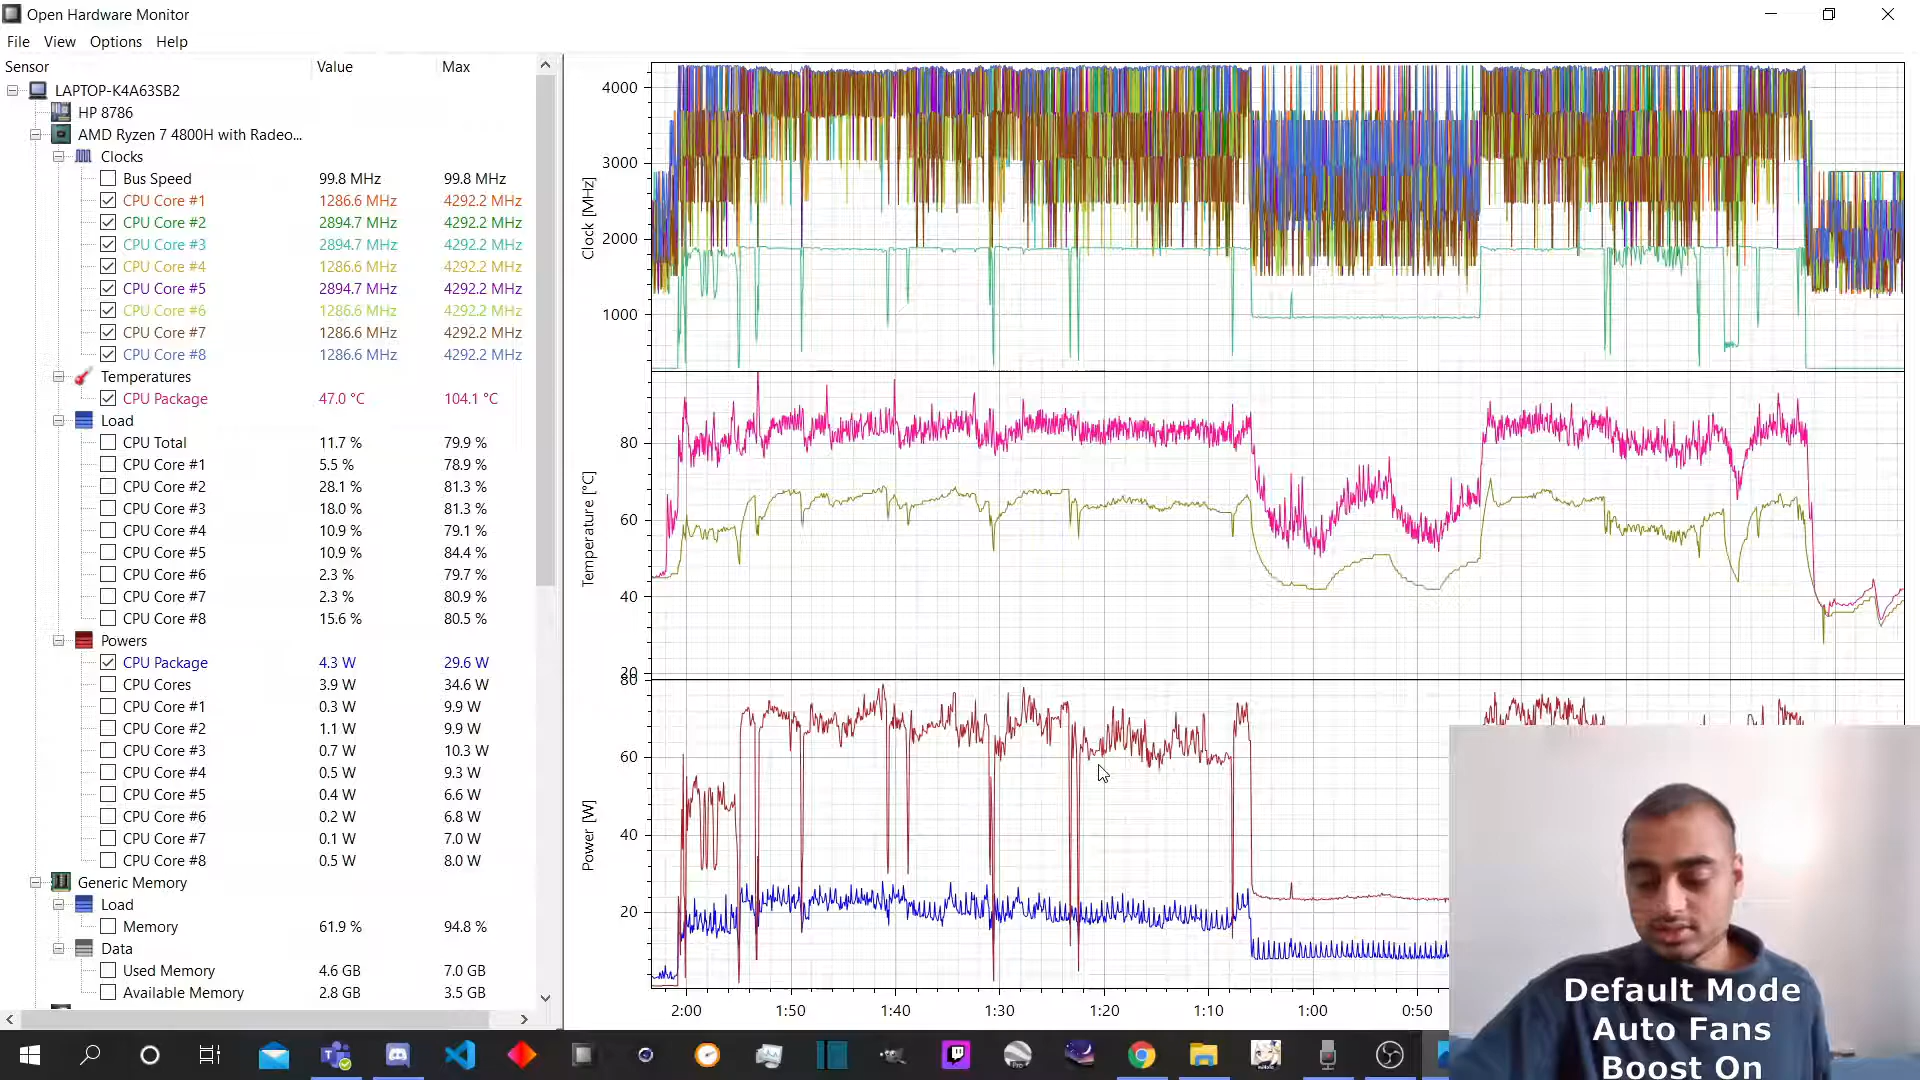 Open Hardware Monitor
File View Options Help
Sensor Value Max
LAPTOP-K4A63SB2
HP 8786
AMD Ryzen 7 4800H with Radeo...
Clocks
Bus Speed 99.8 MHz 99.8 MHz
CPU Core #1 1286.6 MHz 4292.2 MHz
CPU Core #2 2894.7 MHz 4292.2 MHz
CPU Core #3 2894.7 MHz 4292.2 MHz
CPU Core #4 1286.6 MHz 4292.2 MHz
CPU Core #5 2894.7 MHz 4292.2 MHz
CPU Core #6 1286.6 MHz 4292.2 MHz
CPU Core #7 1286.6 MHz 4292.2 MHz
CPU Core #8 1286.6 MHz 4292.2 MHz
Temperatures
CPU Package 47.0 °C 104.1 °C
Load
CPU Total 11.7 % 79.9 %
CPU Core #1 5.5 % 78.9 %
CPU Core #2 28.1 % 81.3 %
CPU Core #3 18.0 % 81.3 %
CPU Core #4 10.9 % 79.1 %
CPU Core #5 10.9 % 84.4 %
CPU Core #6 2.3 % 79.7 %
CPU Core #7 2.3 % 80.9 %
CPU Core #8 15.6 % 80.5 %
Powers
CPU Package 4.3 W 29.6 W
CPU Cores 3.9 W 34.6 W
CPU Core #1 0.3 W 9.9 W
CPU Core #2 1.1 W 9.9 W
CPU Core #3 0.7 W 10.3 W
CPU Core #4 0.5 W 9.3 W
CPU Core #5 0.4 W 6.6 W
CPU Core #6 0.2 W 6.8 W
CPU Core #7 0.1 W 7.0 W
CPU Core #8 0.5 W 8.0 W
Generic Memory
Load
Memory 61.9 % 94.8 %
Data
Used Memory 4.6 GB 7.0 GB
Available Memory 2.8 GB 3.5 GB
Clock [MHz]
4000
3000
2000
1000
Temperature [°C]
80
60
40
20
Power [W]
80
60
40
20
2:00 1:50 1:40 1:30 1:20 1:10 1:00 0:50
Default Mode
Auto Fans
Boost On